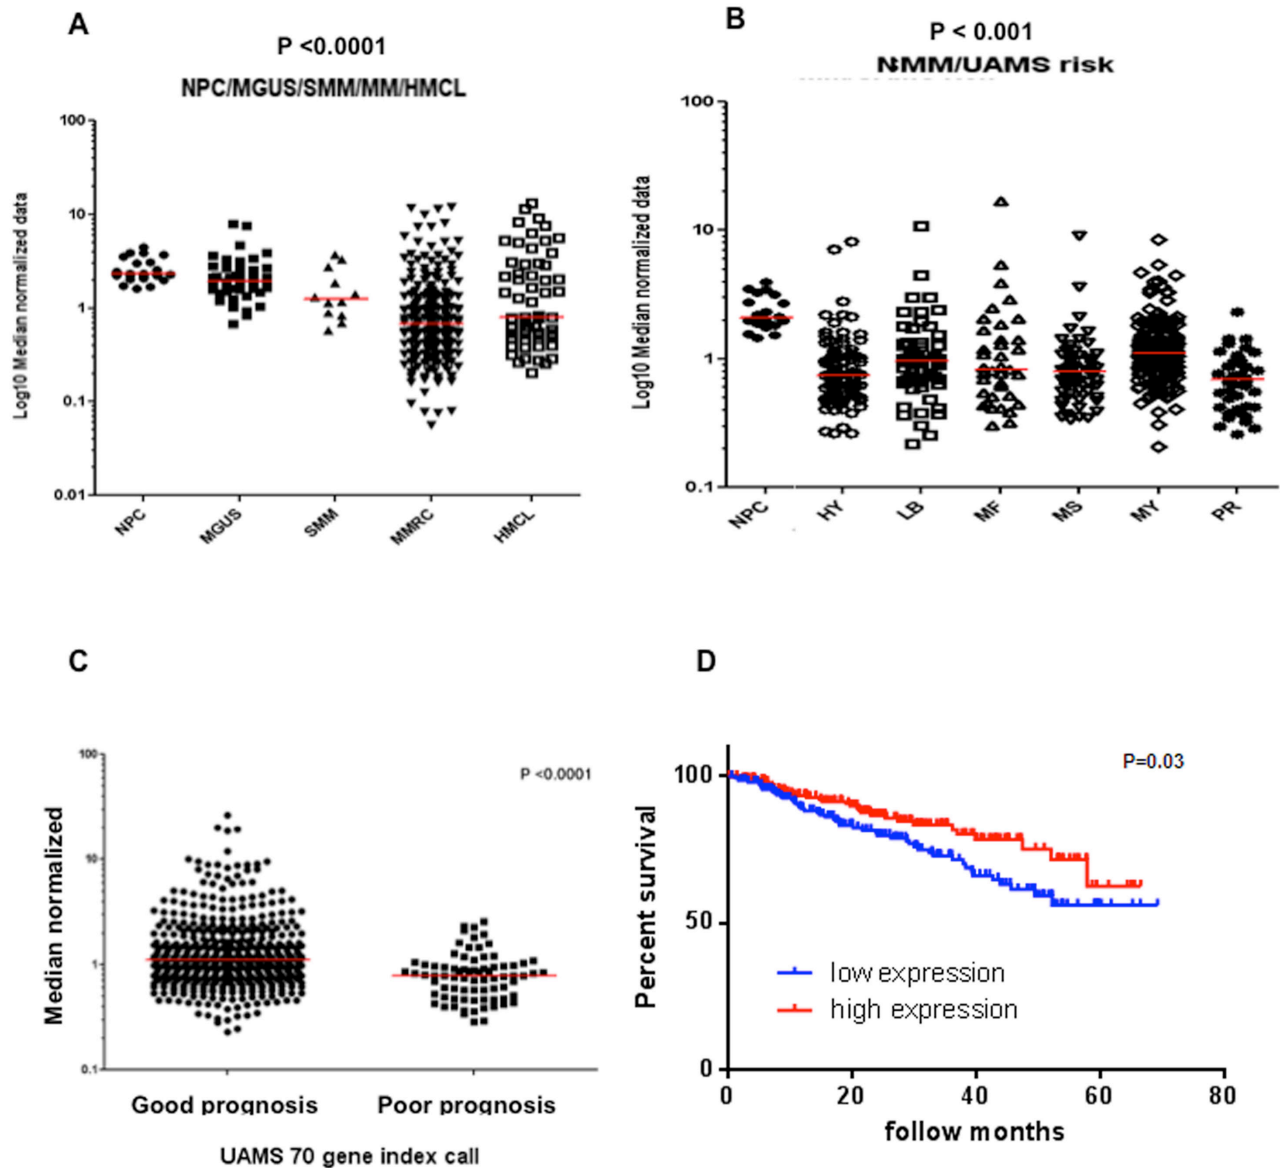 A
P <0.0001
NPC/MGUS/SMM/MM/HMCL
Log10 Median normalized data
100
10
1
0.1
0.01
NPC
MGUS
SMM
MMRC
HMCL
B
P < 0.001
NMM/UAMS risk
Log10 Median normalized data
100
10
1
0.1
NPC
HY
LB
MF
MS
MY
PR
C
P <0.0001
Median normalized
100
10
1
0.1
Good prognosis
Poor prognosis
UAMS 70 gene index call
D
P=0.03
Percent survival
100
50
0
low expression
high expression
0
20
40
60
80
follow months